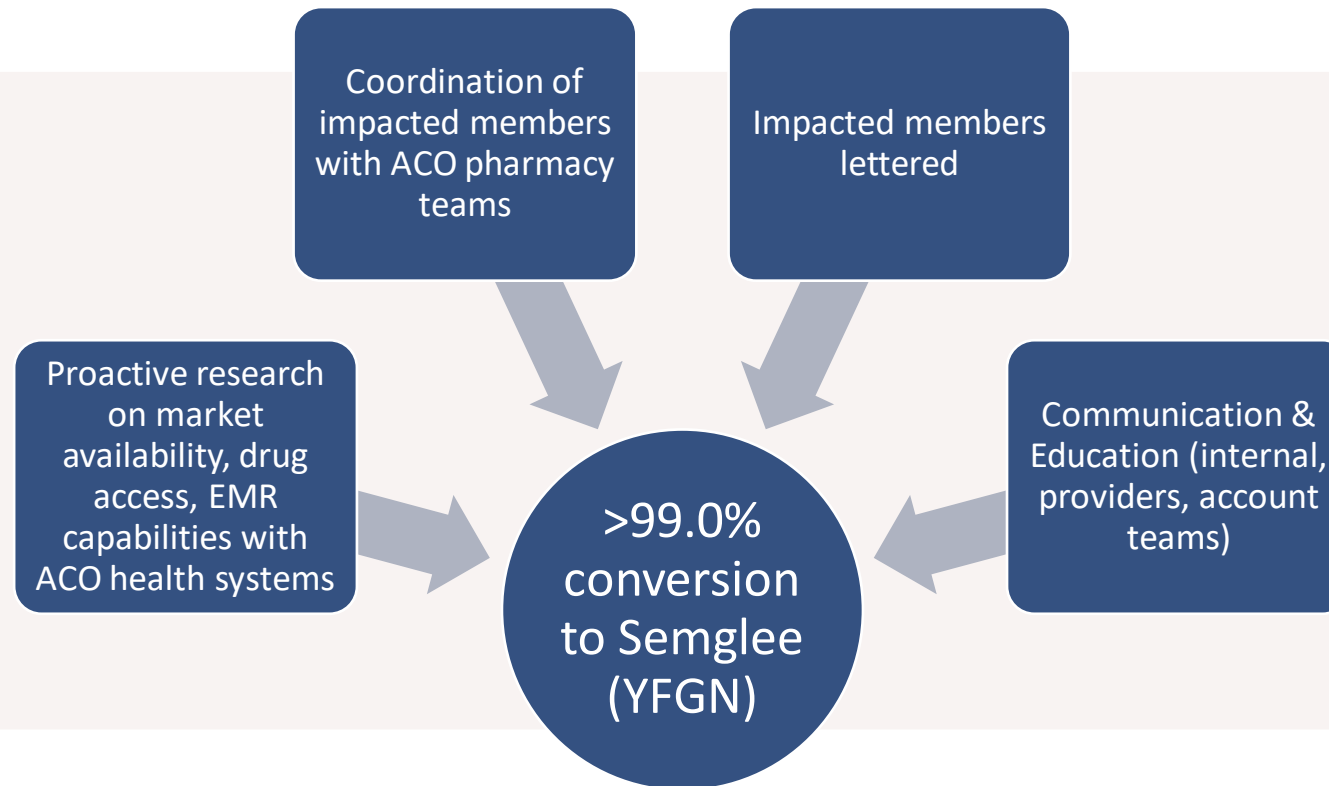 Coordination of
impacted members
with ACO pharmacy
teams
Impacted members
lettered
Proactive research
on market
availability, drug
access, EMR
capabilities with
ACO health systems
Communication &
Education (internal,
providers, account
teams)
>99.0%
conversion
to Semglee
(YFGN)